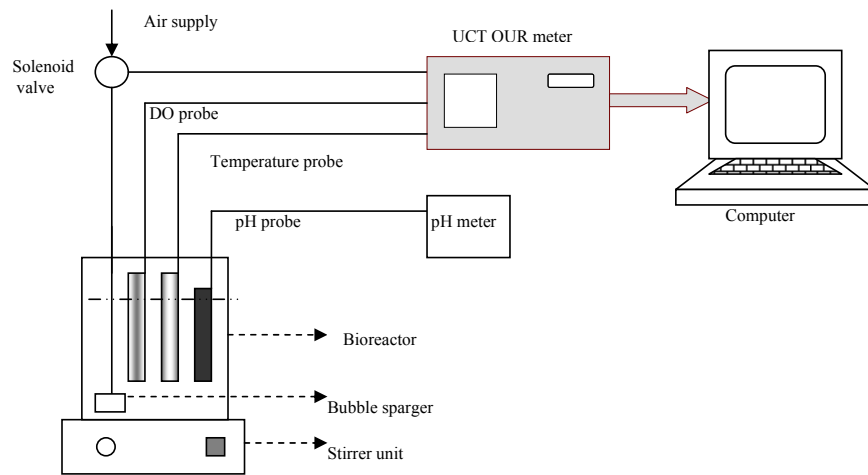 Air supply
UCT OUR meter
Solenoid
valve
DO probe
Temperature probe
pH probe
pH meter
Computer
Bioreactor
Bubble sparger
Stirrer unit